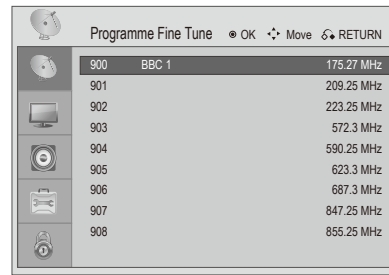 Programme Fine Tune OK Move RETURN
900 BBC 1 175.27 MHz
901 209.25 MHz
902 223.25 MHz
903 572.3 MHz
904 590.25 MHz
905 623.3 MHz
906 687.3 MHz
907 847.25 MHz
908 855.25 MHz